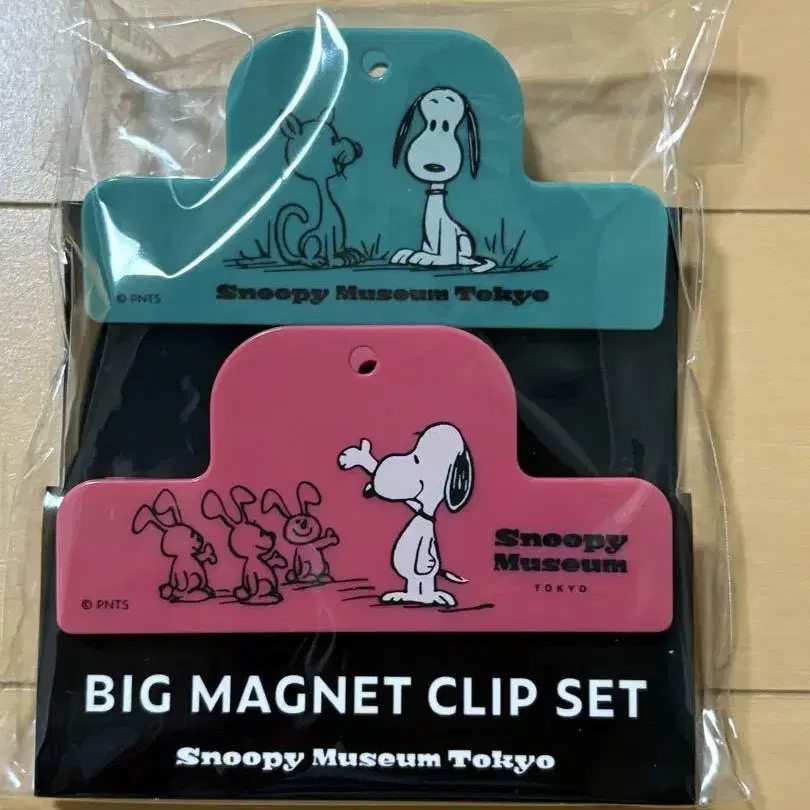 © PNTS
Snoopy Museum Tokyo
Snoopy
Museum
TOKYO
© PNTS
BIG MAGNET CLIP SET
Snoopy Museum Tokyo